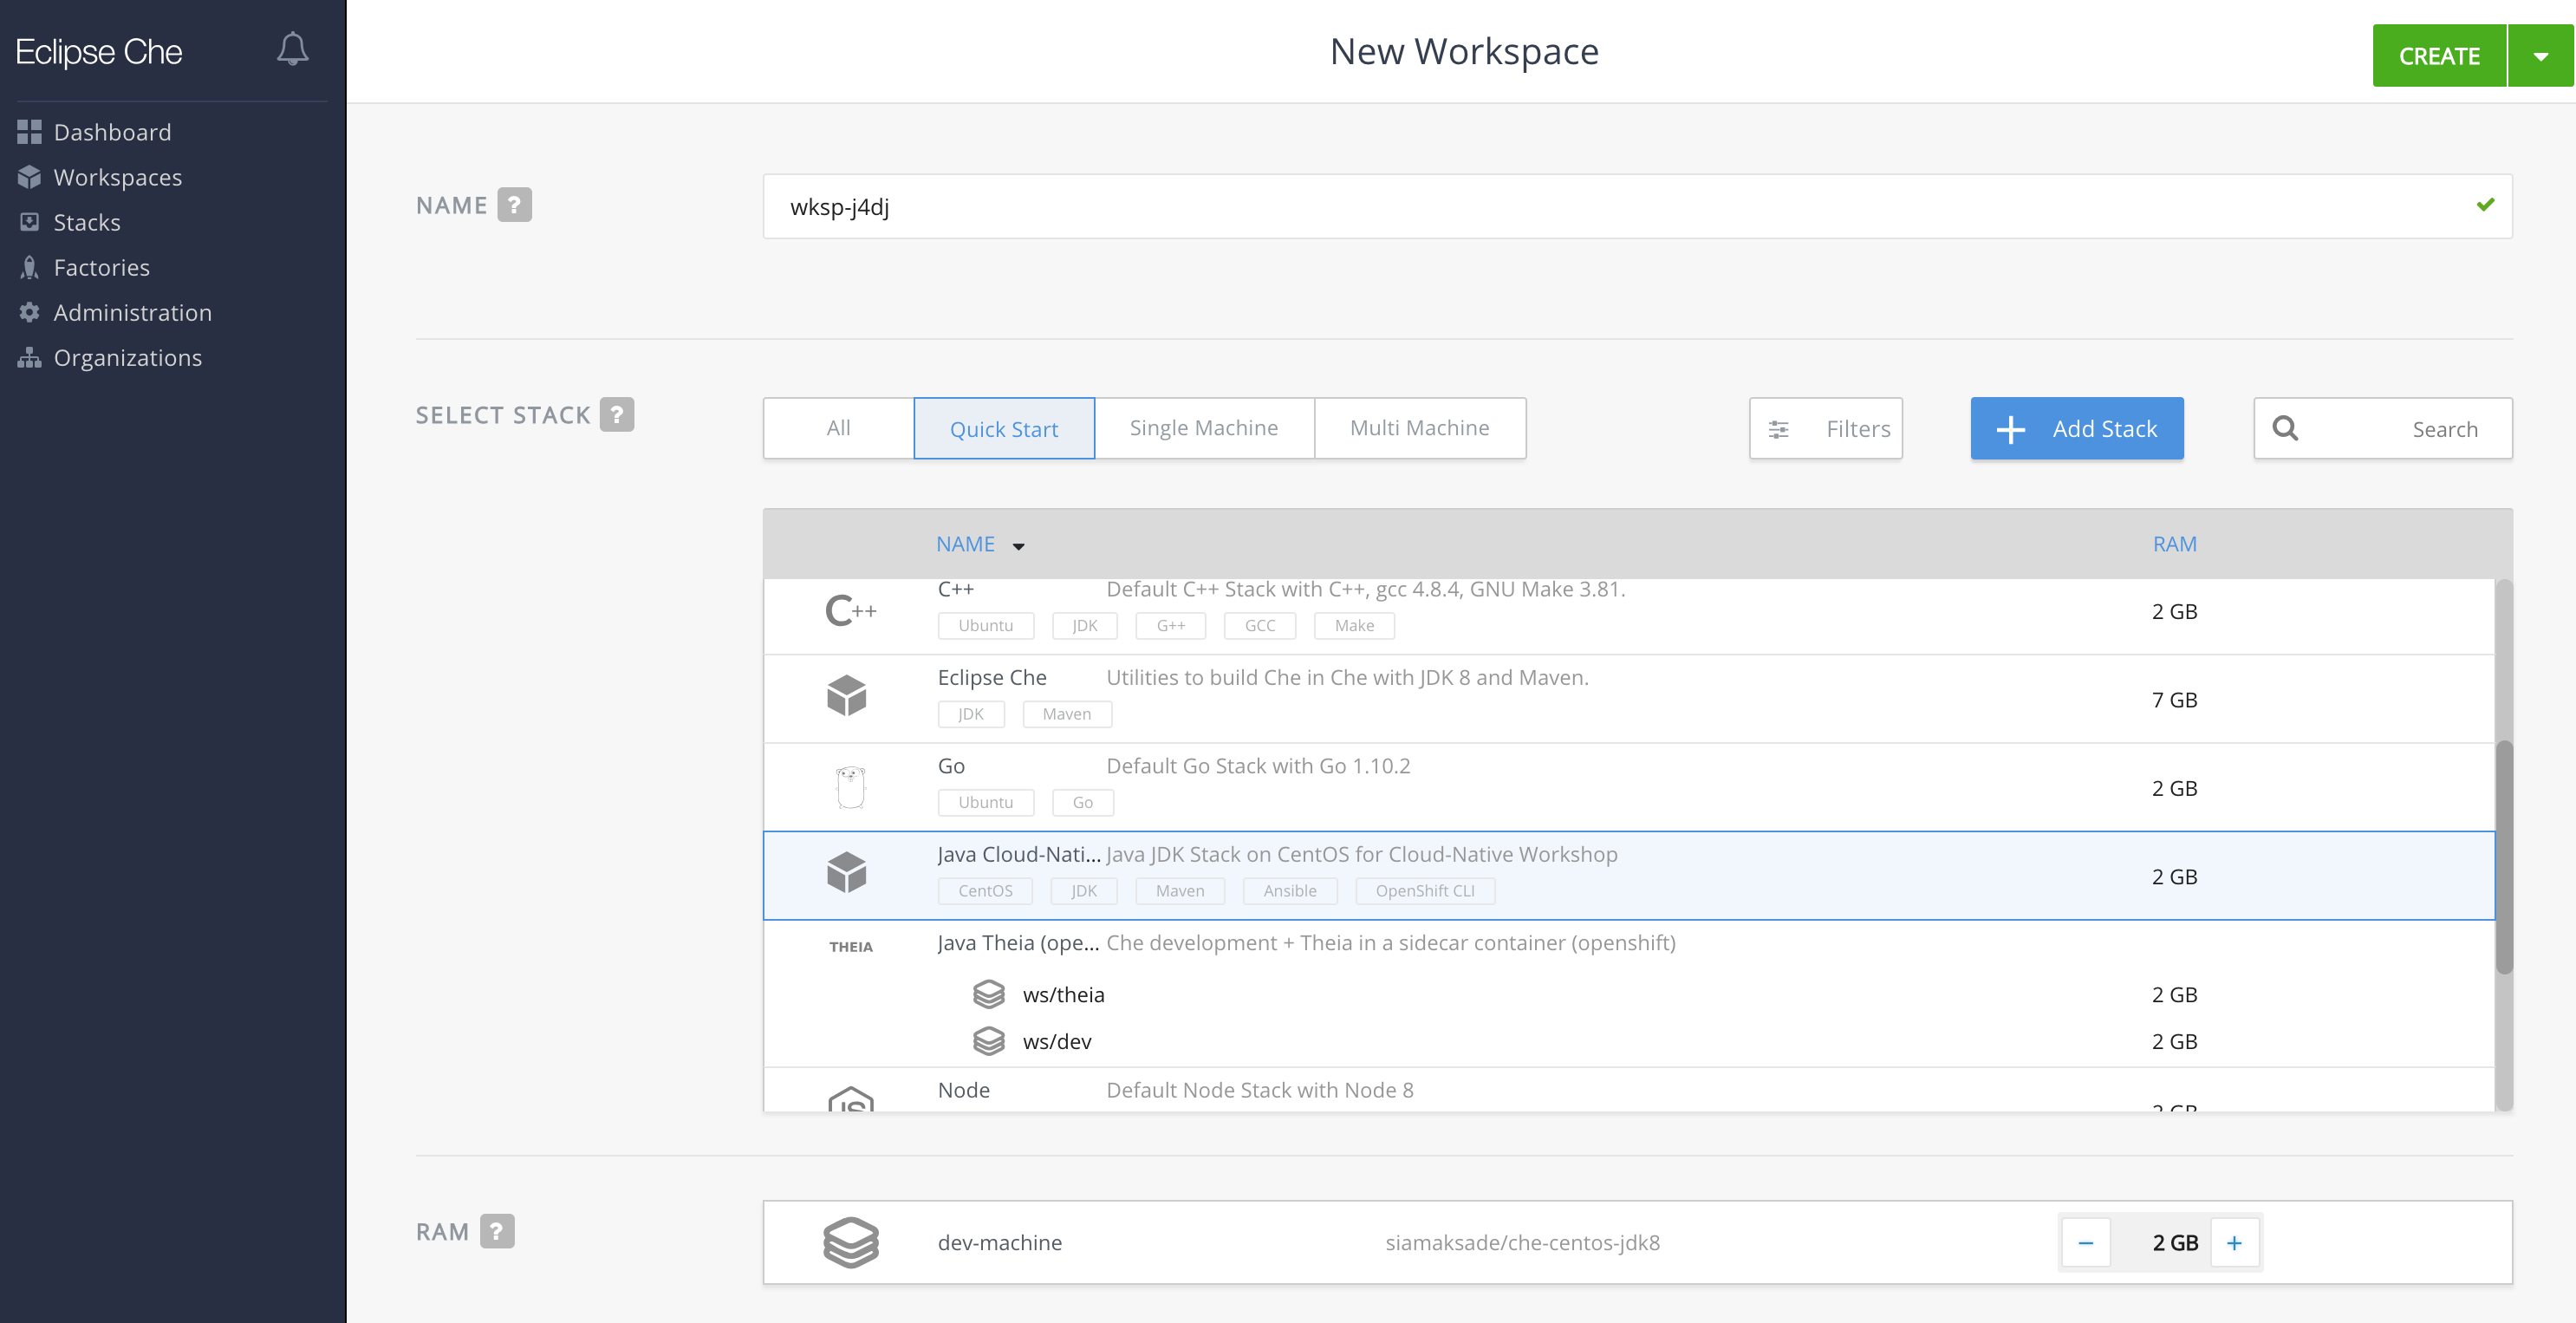 Eclipse Che
Dashboard
Workspaces
Stacks
Factories
Administration
Organizations
New Workspace
CREATE
NAME ?
wksp-j4dj
SELECT STACK ?
All Quick Start Single Machine Multi Machine
Filters
Add Stack
Search
NAME RAM
C++ C++ Default C++ Stack with C++, gcc 4.8.4, GNU Make 3.81.
2 GB
Ubuntu JDK G++ GCC Make
Eclipse Che Utilities to build Che in Che with JDK 8 and Maven.
7 GB
JDK Maven
Go Default Go Stack with Go 1.10.2
2 GB
Ubuntu Go
Java Cloud-Nati... Java JDK Stack on CentOS for Cloud-Native Workshop
2 GB
CentOS JDK Maven Ansible OpenShift CLI
THEIA Java Theia (ope... Che development + Theia in a sidecar container (openshift)
ws/theia 2 GB
ws/dev 2 GB
Node Default Node Stack with Node 8
JS
RAM ?
dev-machine siamaksade/che-centos-jdk8 − 2 GB +